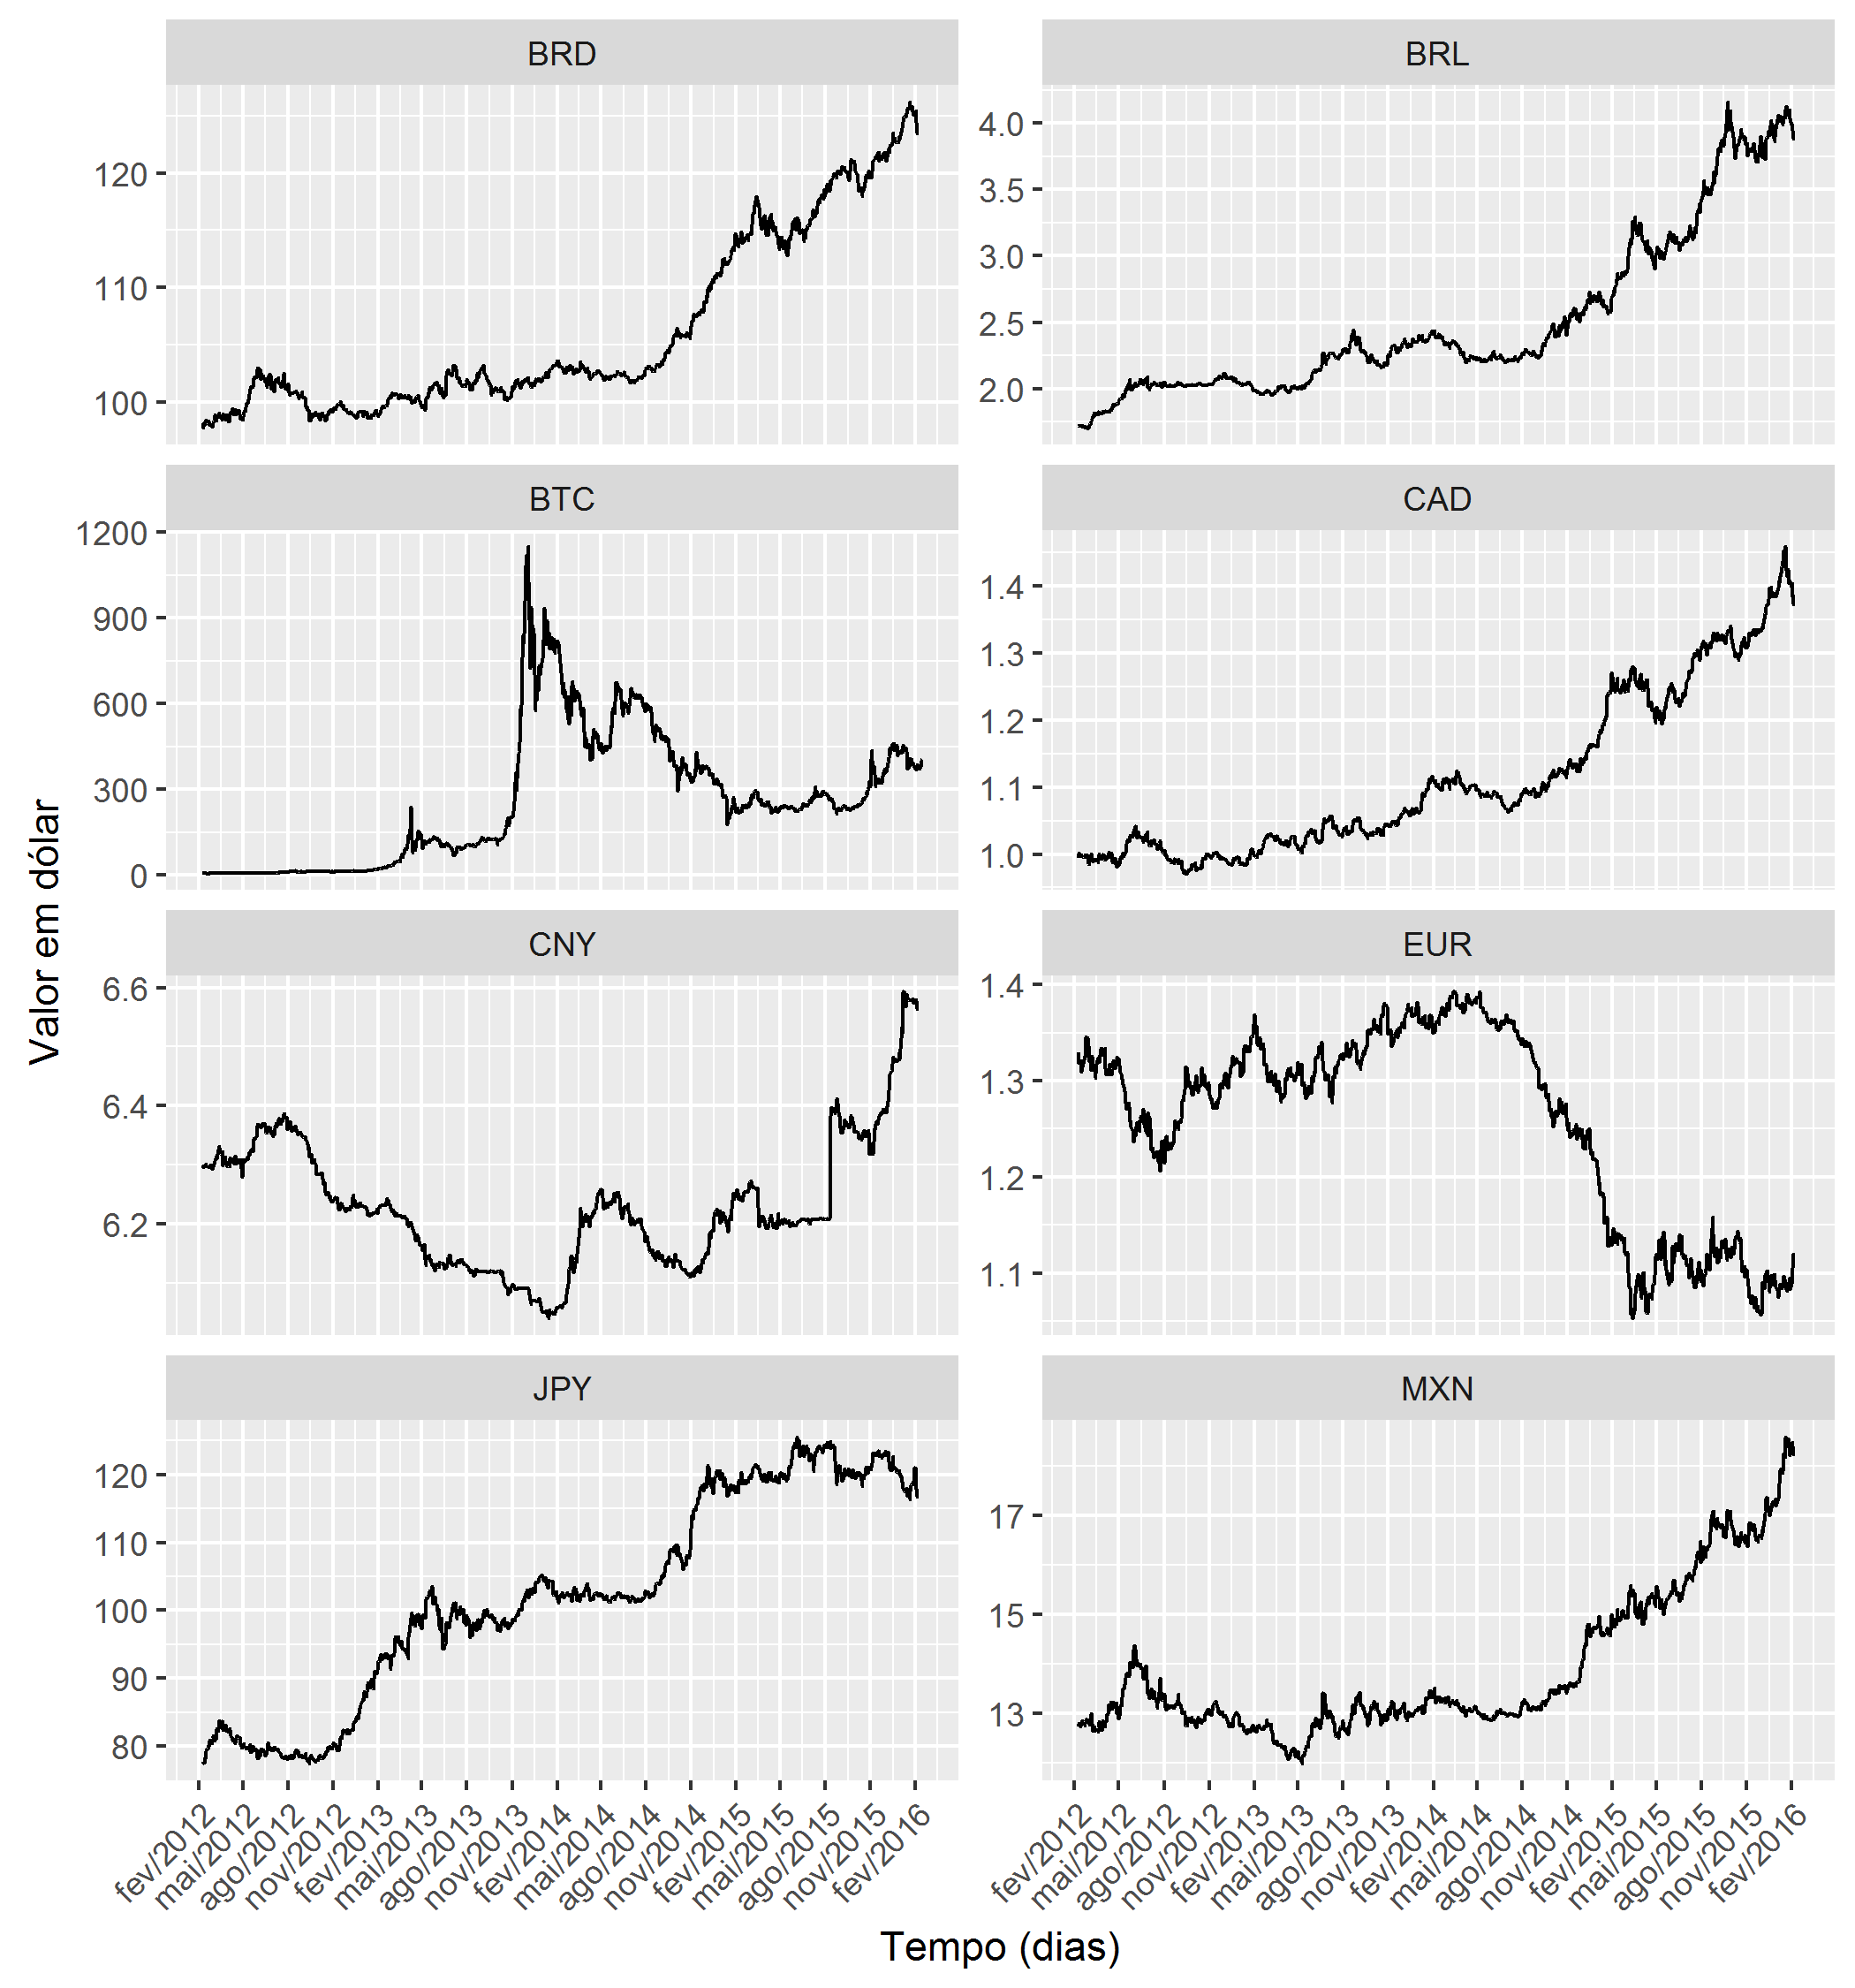 BRD
BRL
120
110
100
4.0
3.5
3.0
2.5
2.0
BTC
CAD
1200
900
600
300
0
1.4
1.3
1.2
1.1
1.0
CNY
EUR
6.6
6.4
6.2
1.4
1.3
1.2
1.1
JPY
MXN
120
110
100
90
80
17
15
13
fev/2012
mai/2012
ago/2012
nov/2012
fev/2013
mai/2013
ago/2013
nov/2013
fev/2014
mai/2014
ago/2014
nov/2014
fev/2015
mai/2015
ago/2015
nov/2015
fev/2016
fev/2012
mai/2012
ago/2012
nov/2012
fev/2013
mai/2013
ago/2013
nov/2013
fev/2014
mai/2014
ago/2014
nov/2014
fev/2015
mai/2015
ago/2015
nov/2015
fev/2016
Valor em dólar
Tempo (dias)